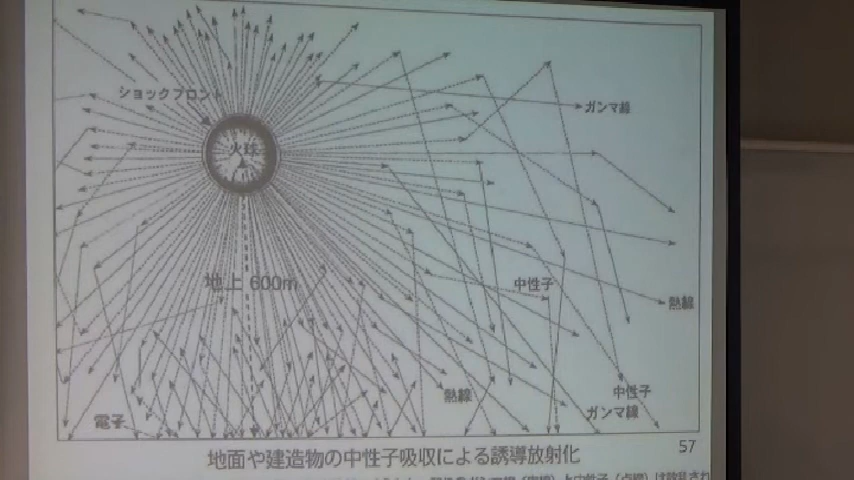 ショックフロント
ガンマ線
火球
地上 600m
中性子
熱線
熱線
中性子
ガンマ線
電子
57
地面や建造物の中性子吸収による誘導放射化